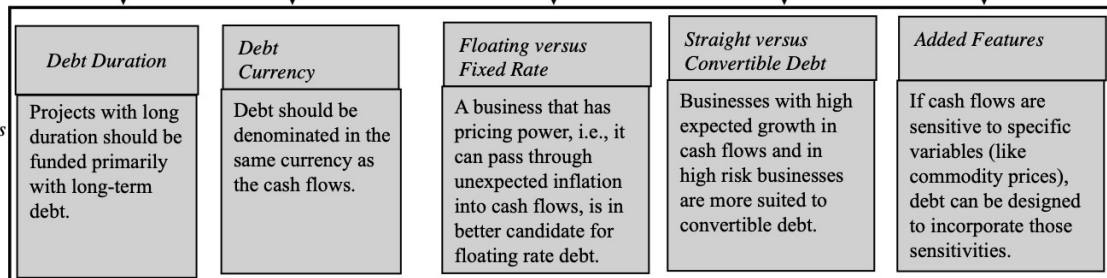 Debt Duration
Projects with long
duration should be
funded primarily
with long-term
debt.
Debt
Currency
Debt should be
denominated in the
same currency as
the cash flows.
Floating versus
Fixed Rate
A business that has
pricing power, i.e., it
can pass through
unexpected inflation
into cash flows, is in
better candidate for
floating rate debt.
Straight versus
Convertible Debt
Businesses with high
expected growth in
cash flows and in
high risk businesses
are more suited to
convertible debt.
Added Features
If cash flows are
sensitive to specific
variables (like
commodity prices),
debt can be designed
to incorporate those
sensitivities.